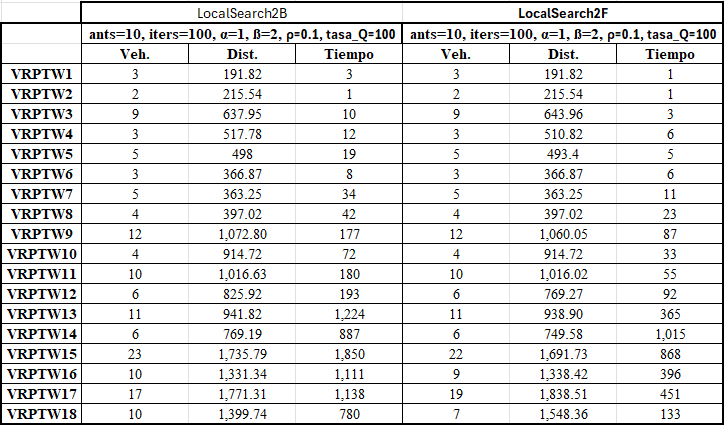 LocalSearch2B LocalSearch2F
ants=10, iters=100, α=1, ß=2, ρ=0.1, tasa_Q=100 ants=10, iters=100, α=1, ß=2, ρ=0.1, tasa_Q=100
Veh. Dist. Tiempo Veh. Dist. Tiempo
VRPTW1 3 191.82 3 3 191.82 1
VRPTW2 2 215.54 1 2 215.54 1
VRPTW3 9 637.95 10 9 643.96 3
VRPTW4 3 517.78 12 3 510.82 6
VRPTW5 5 498 19 5 493.4 5
VRPTW6 3 366.87 8 3 366.87 6
VRPTW7 5 363.25 34 5 363.25 11
VRPTW8 4 397.02 42 4 397.02 23
VRPTW9 12 1,072.80 177 12 1,060.05 87
VRPTW10 4 914.72 72 4 914.72 33
VRPTW11 10 1,016.63 180 10 1,016.02 55
VRPTW12 6 825.92 193 6 769.27 92
VRPTW13 11 941.82 1,224 11 938.90 365
VRPTW14 6 769.19 887 6 749.58 1,015
VRPTW15 23 1,735.79 1,850 22 1,691.73 868
VRPTW16 10 1,331.34 1,111 9 1,338.42 396
VRPTW17 17 1,771.31 1,138 19 1,838.51 451
VRPTW18 10 1,399.74 780 7 1,548.36 133